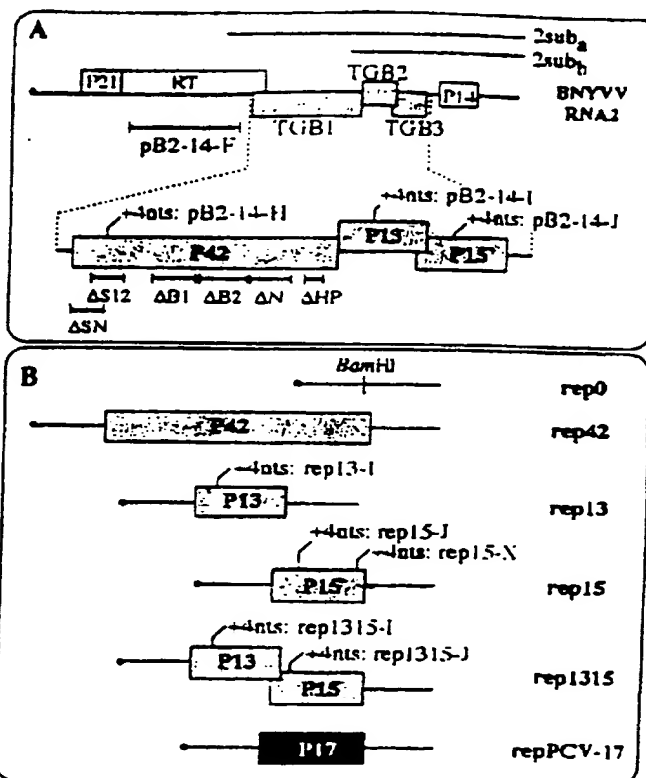 A
2sub_a
2sub_b
P21 RT TGB2 P14 BNYVV
RNA2
TGB1 TGB3
pB2-14-F
+4nts: pB2-14-I
+4nts: pB2-14-H
+4nts: pB2-14-J
P42 P13 P15
ΔS12 ΔB1 ΔB2 ΔN ΔHP
ΔSN
B
BamHI
rep0
P42 rep42
+4nts: rep13-I
P13 rep13
+4nts: rep15-J
+4nts: rep15-X
P15 rep15
+4nts: rep1315-I
+4nts: rep1315-J
P13
P15 rep1315
P17 repPCV-17